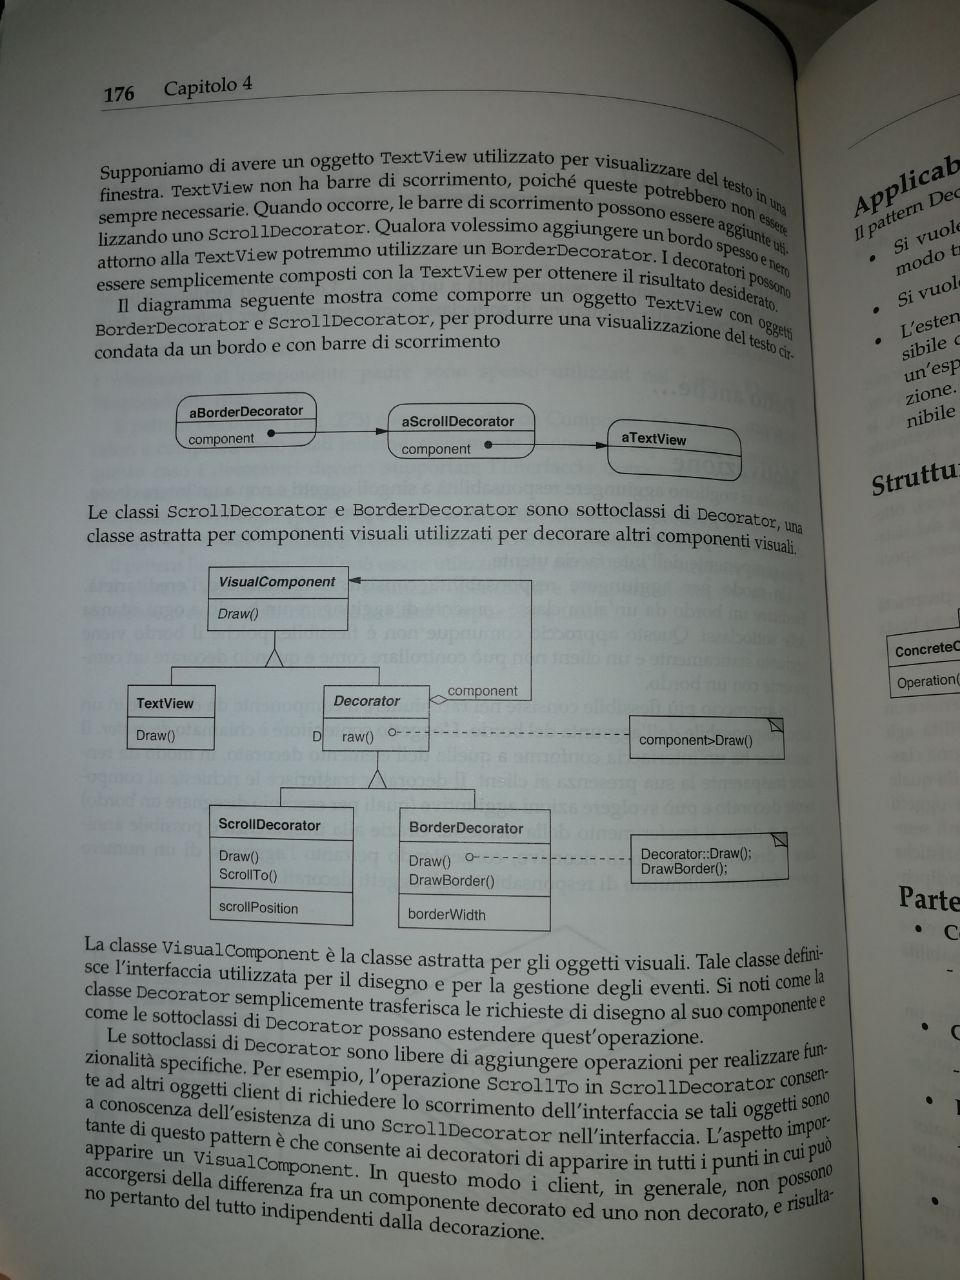 176 Capitolo 4
Supponiamo di avere un oggetto TextView utilizzato per visualizzare del testo in una
finestra. TextView non ha barre di scorrimento, poiché queste potrebbero non essere
sempre necessarie. Quando occorre, le barre di scorrimento possono essere aggiunte uti-
lizzando uno ScrollDecorator. Qualora volessimo aggiungere un bordo spesso e nero
attorno alla TextView potremmo utilizzare un BorderDecorator. I decoratori possono
essere semplicemente composti con la TextView per ottenere il risultato desiderato.
Il diagramma seguente mostra come comporre un oggetto TextView con oggetti
BorderDecorator e ScrollDecorator, per produrre una visualizzazione del testo cir-
condata da un bordo e con barre di scorrimento
aBorderDecorator
component
aScrollDecorator
component
aTextView
Le classi ScrollDecorator e BorderDecorator sono sottoclassi di Decorator, una
classe astratta per componenti visuali utilizzati per decorare altri componenti visuali.
VisualComponent
Draw()
TextView
Draw()
Decorator
D raw()
component
component>Draw()
ScrollDecorator
Draw()
ScrollTo()
scrollPosition
BorderDecorator
Draw()
DrawBorder()
borderWidth
Decorator::Draw();
DrawBorder();
La classe VisualComponent è la classe astratta per gli oggetti visuali. Tale classe defini-
sce l'interfaccia utilizzata per il disegno e per la gestione degli eventi. Si noti come la
classe Decorator semplicemente trasferisca le richieste di disegno al suo componente e
come le sottoclassi di Decorator possano estendere quest'operazione.
Le sottoclassi di Decorator sono libere di aggiungere operazioni per realizzare fun-
zionalità specifiche. Per esempio, l'operazione ScrollTo in ScrollDecorator consen-
te ad altri oggetti client di richiedere lo scorrimento dell'interfaccia se tali oggetti sono
a conoscenza dell'esistenza di uno ScrollDecorator nell'interfaccia. L'aspetto impor-
tante di questo pattern è che consente ai decoratori di apparire in tutti i punti in cui può
apparire un VisualComponent. In questo modo i client, in generale, non possono
accorgersi della differenza fra un componente decorato ed uno non decorato, e risulta-
no pertanto del tutto indipendenti dalla decorazione.
Applicab
Il pattern Dec
• Si vuole
modo tr
• Si vuol
• L'esten
sibile c
un'esp
zione.
nibile
Struttu
ConcreteC
Operation(
Parte
• C
-